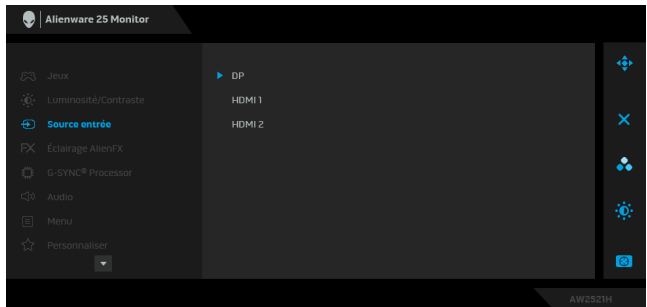 Alienware 25 Monitor
Jeux
Luminosité/Contraste
Source entrée
FX Éclairage AlienFX
G-SYNC® Processor
Audio
Menu
Personnaliser
DP
HDMI 1
HDMI 2
AW2521H